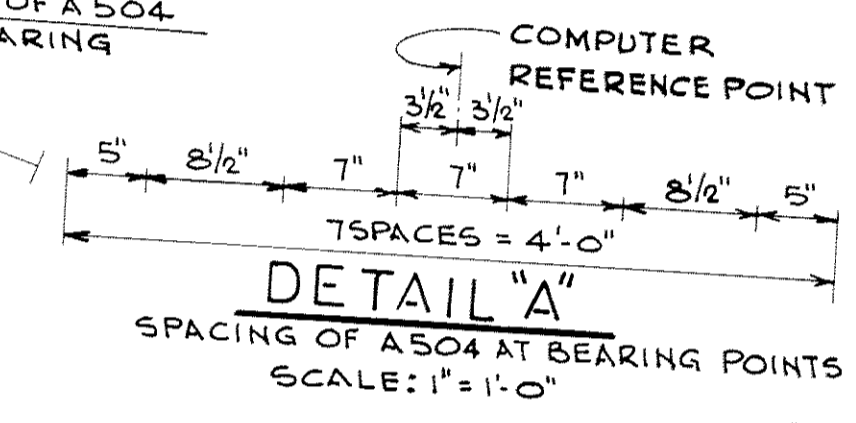 OF A504
ARING
COMPUTER
REFERENCE POINT
3½" 3½"
5" 8½" 7" 7" 7" 8½" 5"
7SPACES = 4'-0"
DETAIL "A"
SPACING OF A504 AT BEARING POINTS
SCALE: 1" = 1'-0"